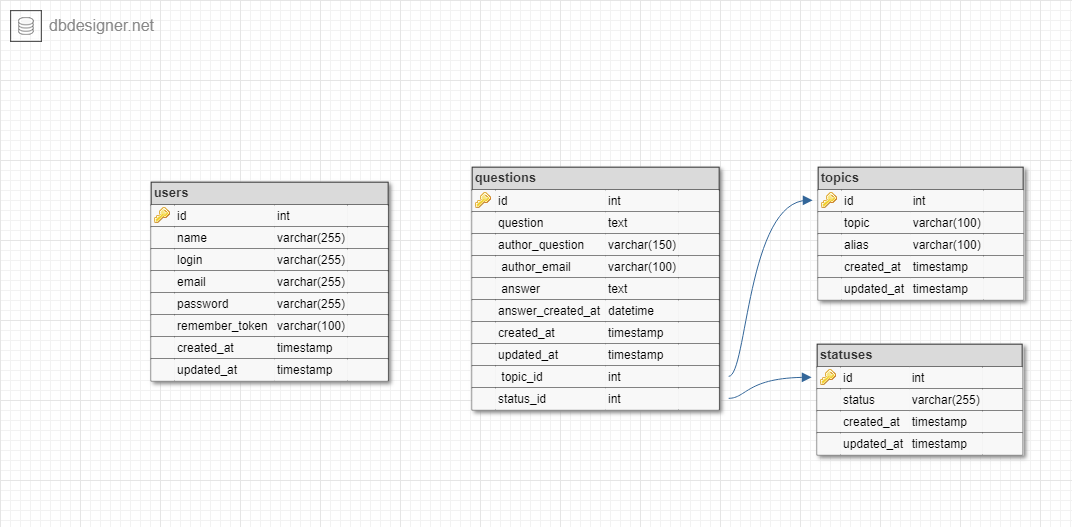 dbdesigner.net
users
id int
name varchar(255)
login varchar(255)
email varchar(255)
password varchar(255)
remember_token varchar(100)
created_at timestamp
updated_at timestamp
questions
id int
question text
author_question varchar(150)
author_email varchar(100)
answer text
answer_created_at datetime
created_at timestamp
updated_at timestamp
topic_id int
status_id int
topics
id int
topic varchar(100)
alias varchar(100)
created_at timestamp
updated_at timestamp
statuses
id int
status varchar(255)
created_at timestamp
updated_at timestamp